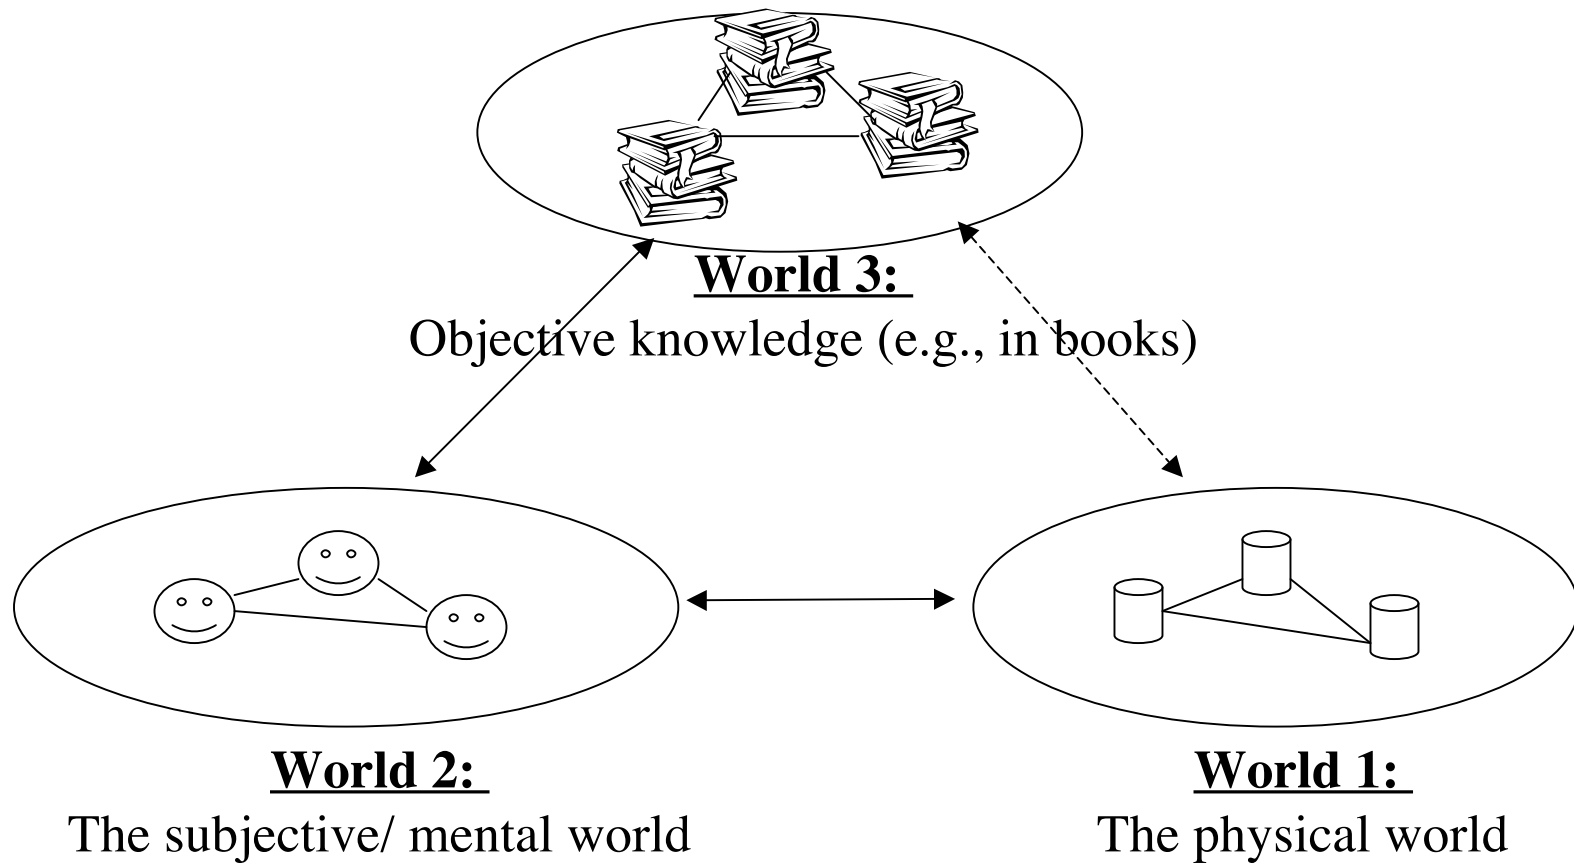 World 3:
Objective knowledge (e.g., in books)
World 2:
The subjective/ mental world
World 1:
The physical world